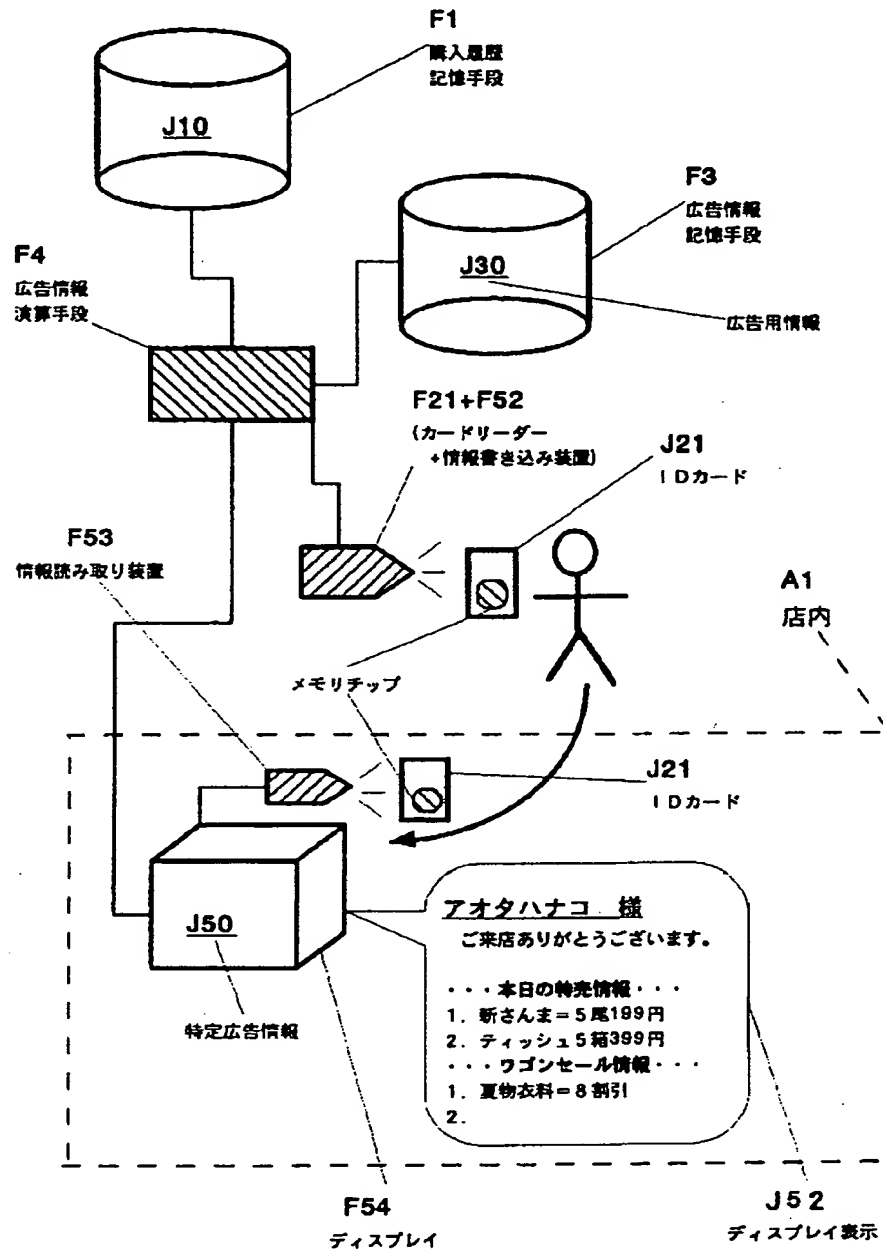 F1
購入履歴
記憶手段
J10
F3
広告情報
記憶手段
J30
広告用情報
F4
広告情報
演算手段
F21+F52
(カードリーダー
+情報書き込み装置)
J21
IDカード
F53
情報読み取り装置
A1
店内
メモリチップ
J21
IDカード
J50
特定広告情報
アオタハナコ 様
ご来店ありがとうございます。
・・・本日の特売情報・・・
1. 新さんま=5尾199円
2. ティッシュ5箱399円
・・・ワゴンセール情報・・・
1. 夏物衣料=8割引
2.
F54
ディスプレイ
J52
ディスプレイ表示